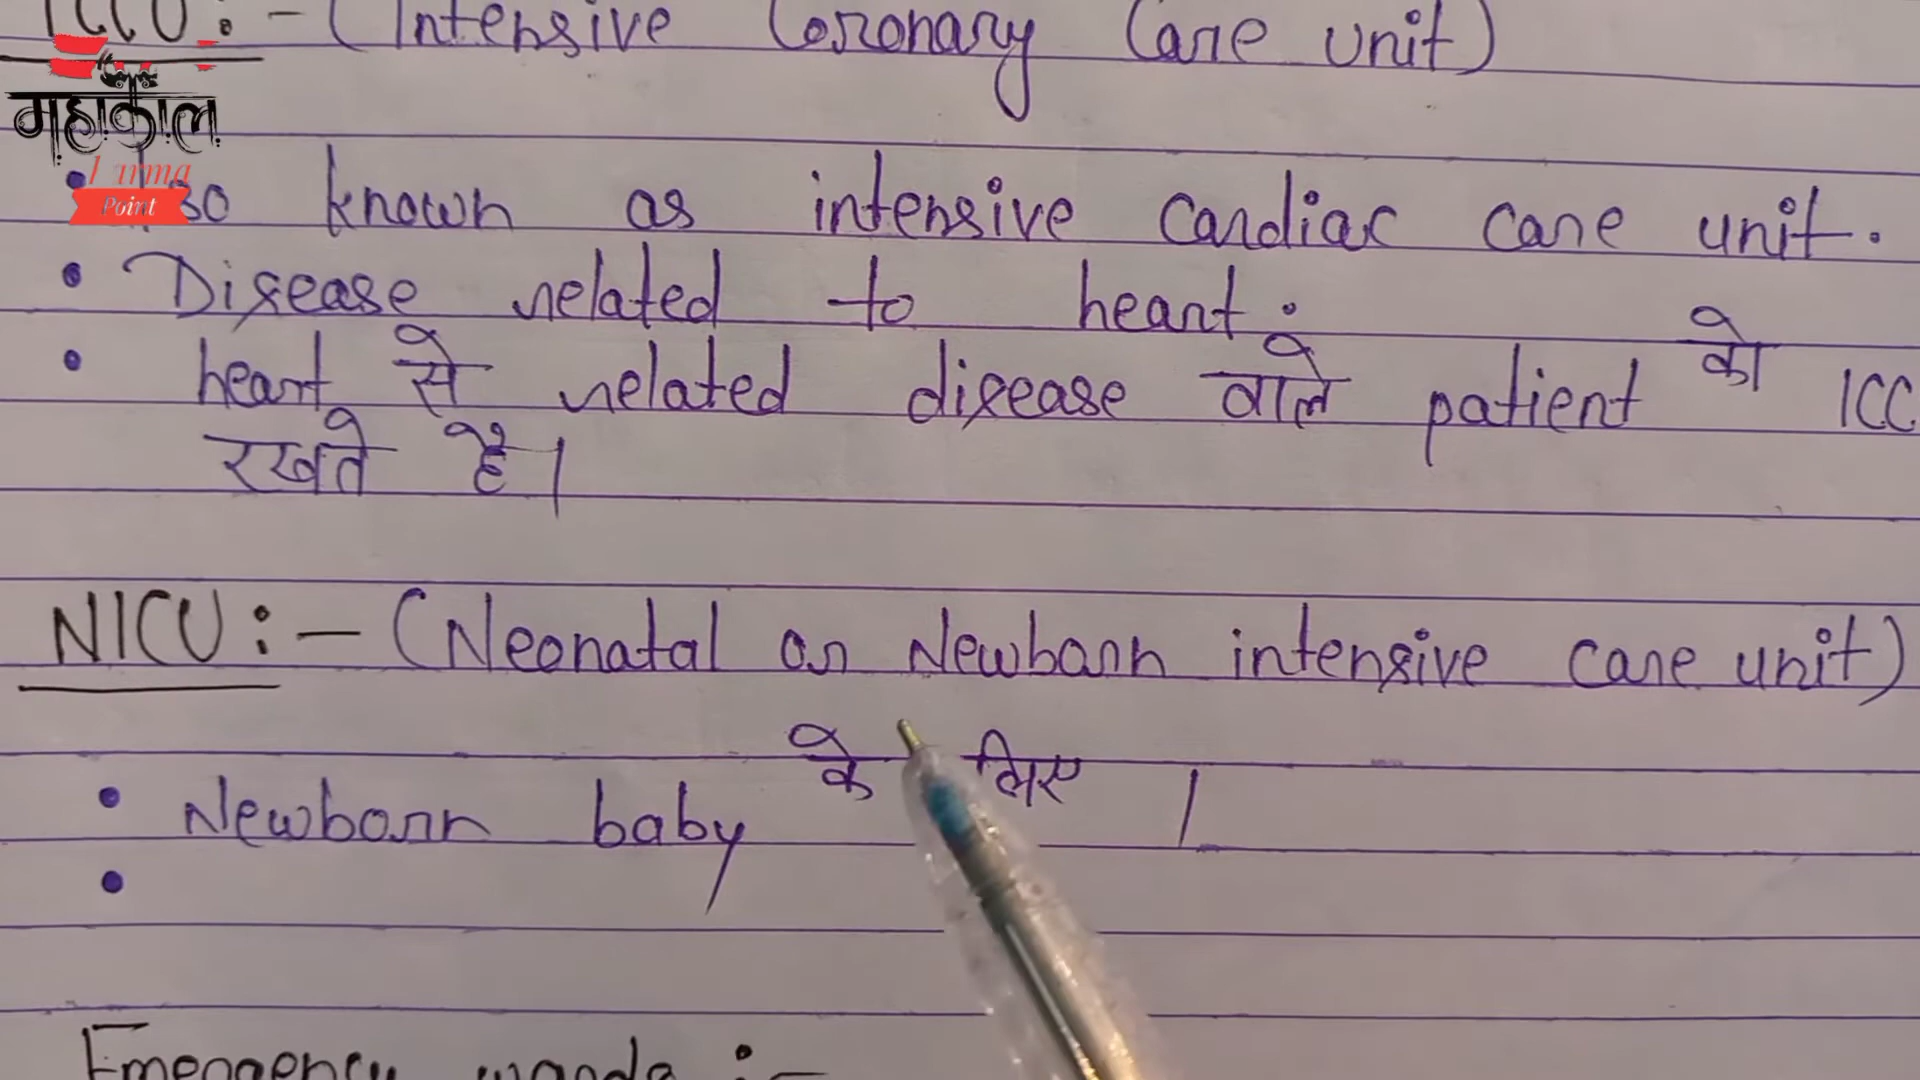 ICCU :- (Intensive Coronary Care unit)
महाकाल
Point
known as intensive cardiac care unit.
• Disease related to heart.
• heart से related disease वाले patient को ICC
रखते है।
NICU :- (Neonatal or Newborn intensive care unit)
• Newborn baby के लिए ।
•
Emergency wards :-